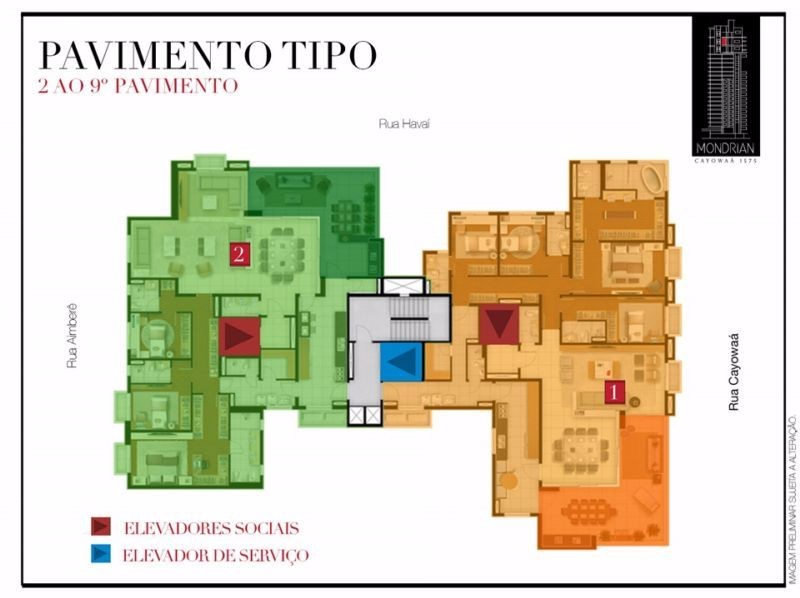 PAVIMENTO TIPO
2 AO 9º PAVIMENTO
MONDRIAN
CAYOWAÁ 1575
Rua Havaí
2
Rua Aimberê
Rua Cayowaá
1
ELEVADORES SOCIAIS
ELEVADOR DE SERVIÇO
IMAGEM PRELIMINAR SUJEITA A ALTERAÇÃO.